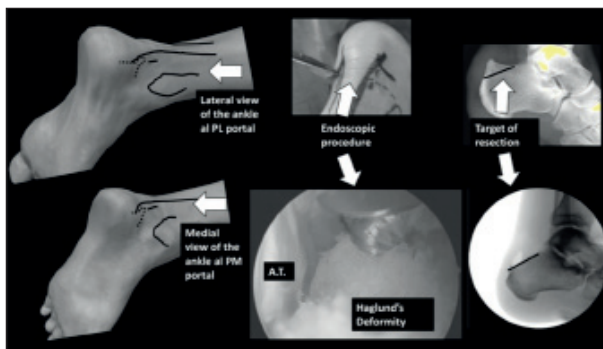 Lateral view
of the ankle
al PL portal
Endoscopic
procedure
Target of
resection
Medial
view of the
ankle al PM
portal
A.T.
Haglund's
Deformity